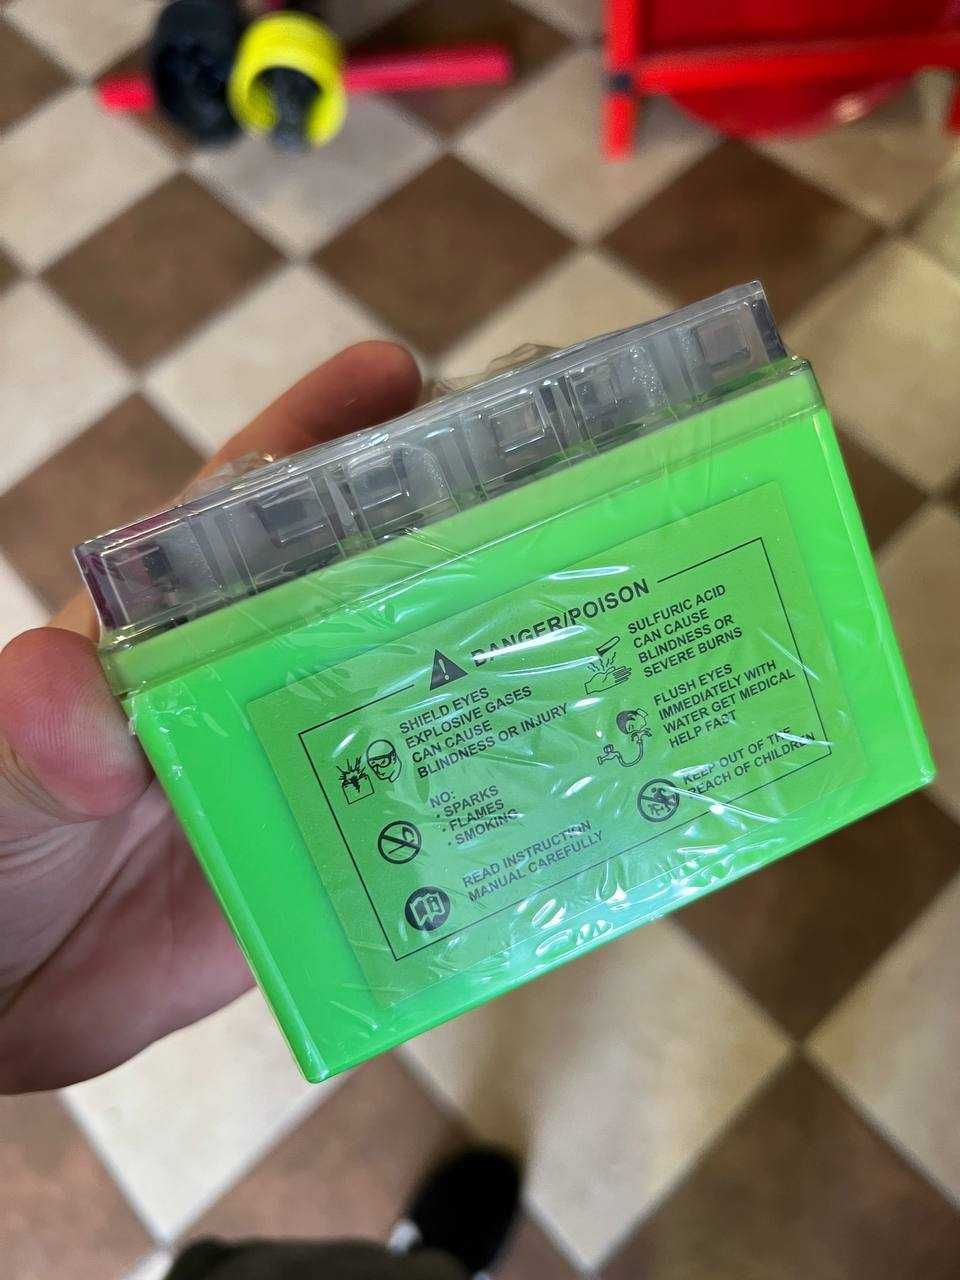 DANGER/POISON
SHIELD EYES
EXPLOSIVE GASES
CAN CAUSE
BLINDNESS OR INJURY
NO:
• SPARKS
• FLAMES
• SMOKING
READ INSTRUCTION
MANUAL CAREFULLY
SULFURIC ACID
CAN CAUSE
BLINDNESS OR
SEVERE BURNS
FLUSH EYES
IMMEDIATELY WITH
WATER GET MEDICAL
HELP FAST
KEEP OUT OF THE
REACH OF CHILDREN